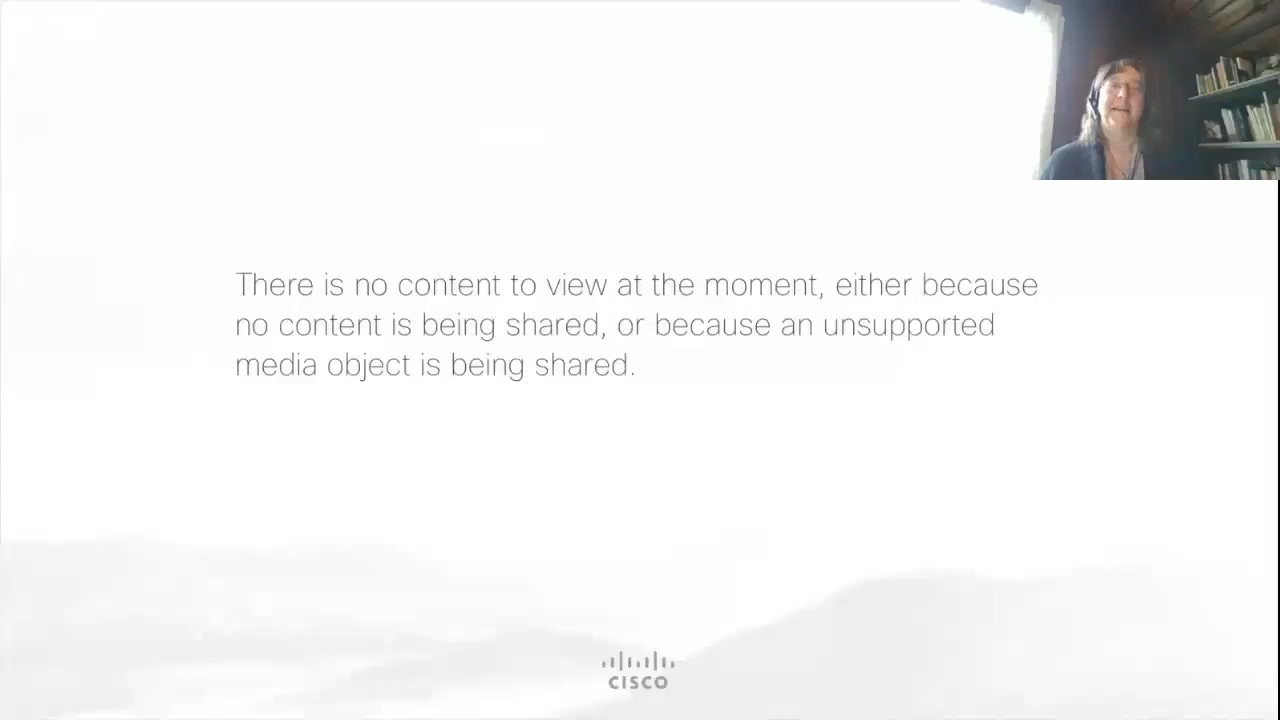 There is no content to view at the moment, either because
no content is being shared, or because an unsupported
media object is being shared.
CISCO